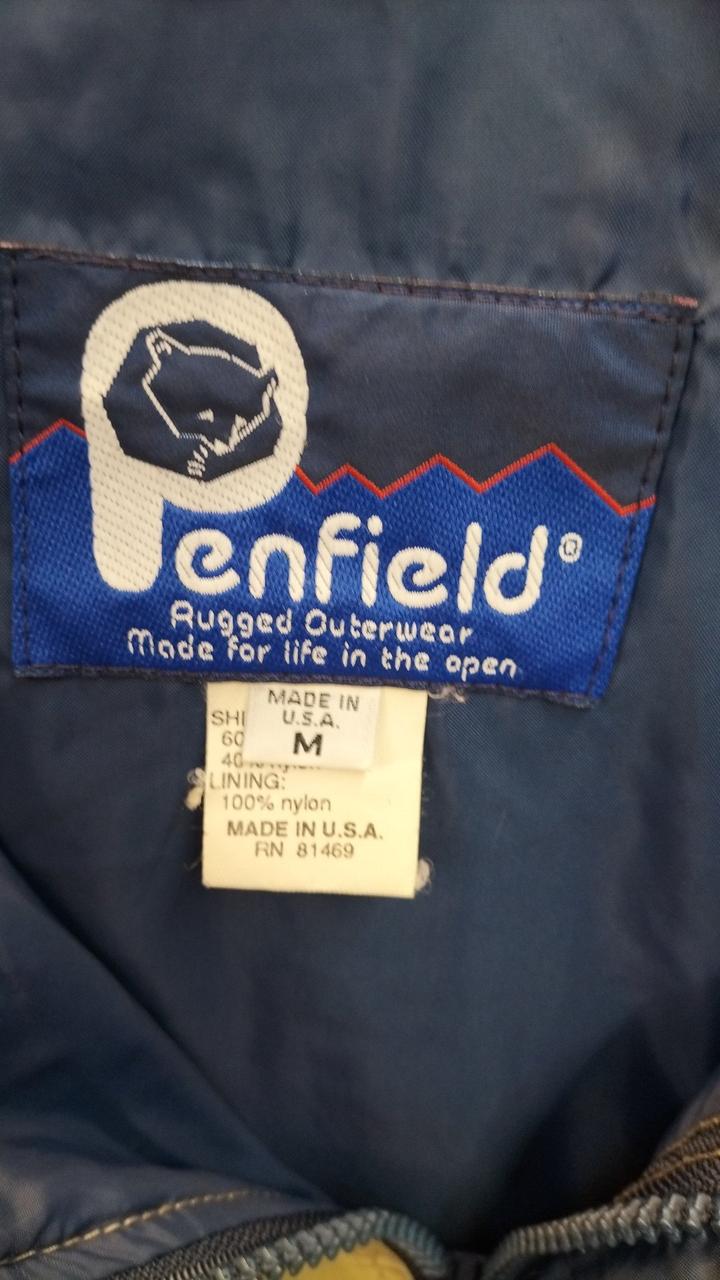 Penfield®
Rugged Outerwear
Made for life in the open
MADE IN
U.S.A.
M
LINING:
100% nylon
MADE IN U.S.A.
RN 81469